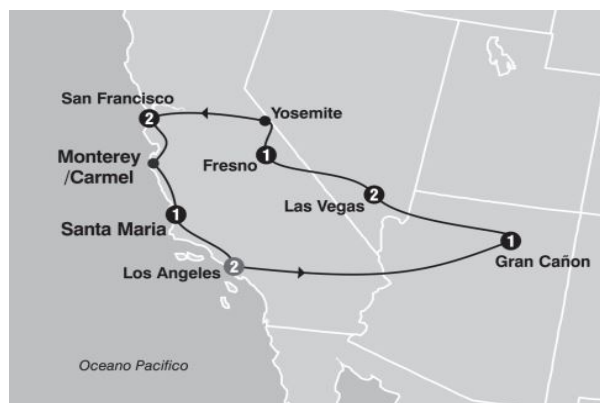 San Francisco
2
Yosemite
Monterey
/Carmel
Fresno
1
Las Vegas
2
Santa Maria
1
1
Gran Cañon
Los Angeles
2
Oceano Pacifico